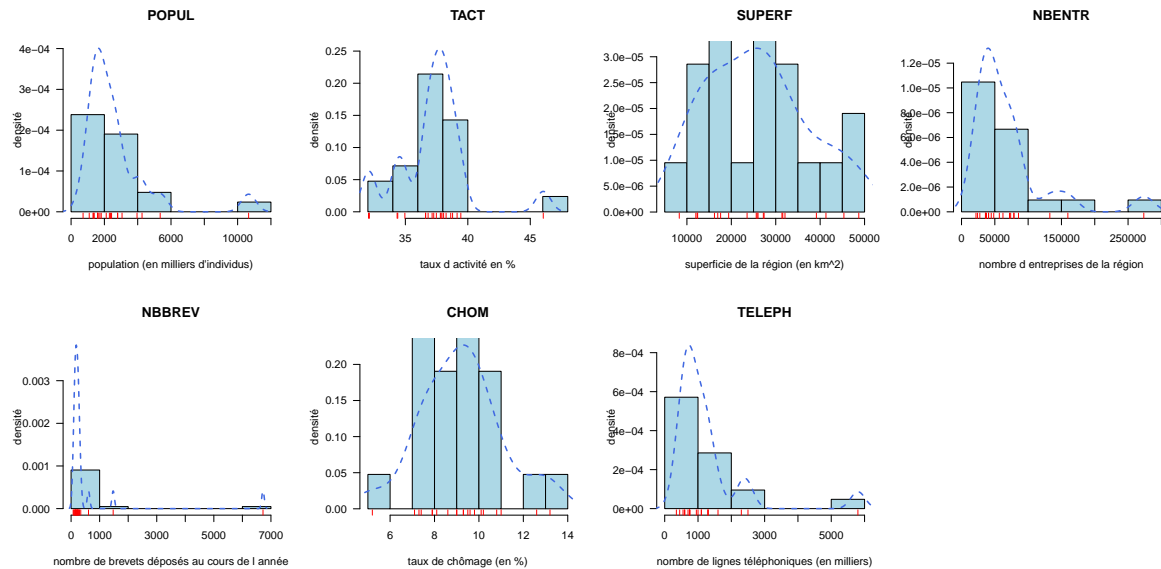 POPUL
densité
0e+00 1e-04 2e-04 3e-04 4e-04
0 2000 6000 10000
population (en milliers d'individus)
TACT
densité
0.00 0.05 0.10 0.15 0.20 0.25
35 40 45
taux d activité en %
SUPERF
densité
0.0e+00 5.0e-06 1.0e-05 1.5e-05 2.0e-05 2.5e-05 3.0e-05
10000 20000 30000 40000 50000
superficie de la région (en km^2)
NBENTR
densité
0.0e+00 2.0e-06 4.0e-06 6.0e-06 8.0e-06 1.0e-05 1.2e-05
0 50000 150000 250000
nombre d entreprises de la région
NBBREV
densité
0.000 0.001 0.002 0.003
0 1000 3000 5000 7000
nombre de brevets déposés au cours de l année
CHOM
densité
0.00 0.05 0.10 0.15 0.20
6 8 10 12 14
taux de chômage (en %)
TELEPH
densité
0e+00 2e-04 4e-04 6e-04 8e-04
0 1000 3000 5000
nombre de lignes téléphoniques (en milliers)